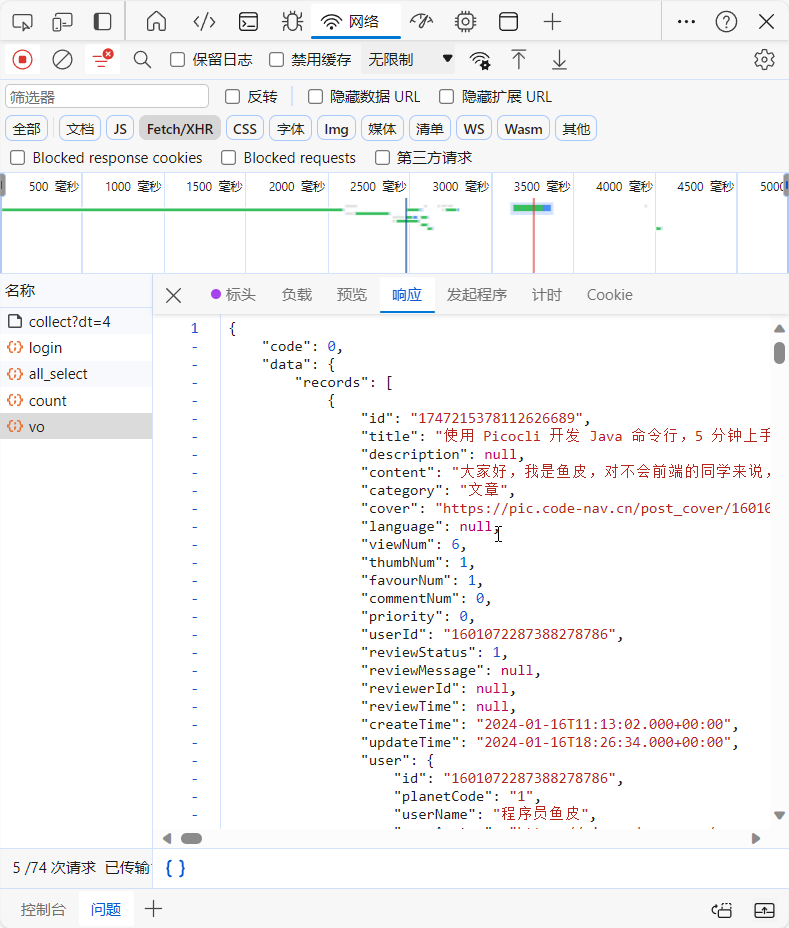 网络
保留日志 禁用缓存 无限制
筛选器 反转 隐藏数据 URL 隐藏扩展 URL
全部 文档 JS Fetch/XHR CSS 字体 Img 媒体 清单 WS Wasm 其他
Blocked response cookies Blocked requests 第三方请求
500 毫秒 1000 毫秒 1500 毫秒 2000 毫秒 2500 毫秒 3000 毫秒 3500 毫秒 4000 毫秒 4500 毫秒 5000
名称 标头 负载 预览 响应 发起程序 计时 Cookie
collect?dt=4
login
all_select
count
vo
1 {
- "code": 0,
- "data": {
- "records": [
- {
- "id": "1747215378112626689",
- "title": "使用 Picocli 开发 Java 命令行，5 分钟上手
- "description": null,
- "content": "大家好，我是鱼皮，对不会前端的同学来说，
- "category": "文章",
- "cover": "https://pic.code-nav.cn/post_cover/16010
- "language": null,
- "viewNum": 6,
- "thumbNum": 1,
- "favourNum": 1,
- "commentNum": 0,
- "priority": 0,
- "userId": "1601072287388278786",
- "reviewStatus": 1,
- "reviewMessage": null,
- "reviewerId": null,
- "reviewTime": null,
- "createTime": "2024-01-16T11:13:02.000+00:00",
- "updateTime": "2024-01-16T18:26:34.000+00:00",
- "user": {
- "id": "1601072287388278786",
- "planetCode": "1",
- "userName": "程序员鱼皮",
5 /74 次请求 已传输 { }
控制台 问题